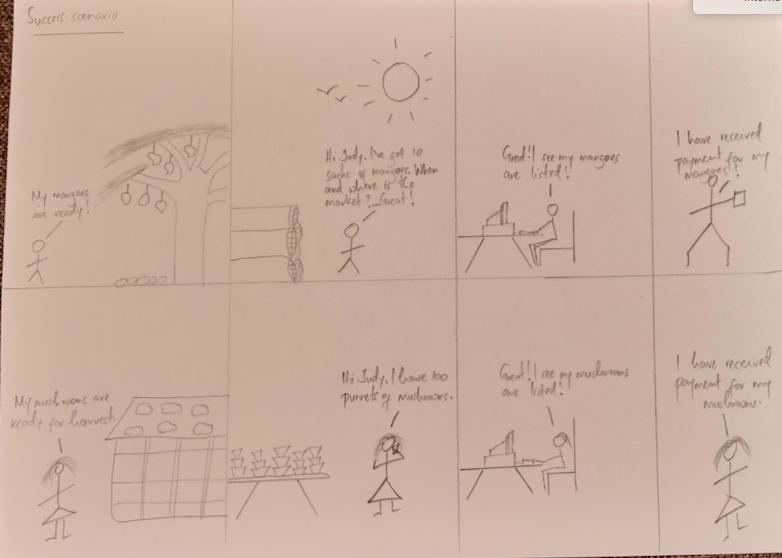 Success scenario
My mangoes
are ready!
Hi Judy. I've got 10
sacks of mangoes. When
and where is the
market?...Great!
Great! I see my mangoes
are listed!
I have received
payment for my
mangoes!
My mushrooms are
ready for harvest.
Hi Judy. I have 100
punnets of mushrooms.
Great! I see my mushrooms
are listed!
I have received
payment for my
mushrooms.